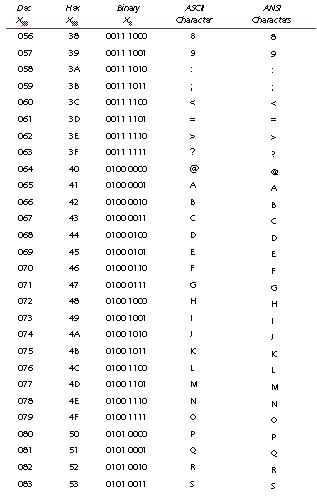 Dec Hex Binary ASCII ANSI
X₁₀ X₁₆ X₂ Character Characters
056 38 0011 1000 8 8
057 39 0011 1001 9 9
058 3A 0011 1010 : :
059 3B 0011 1011 ; ;
060 3C 0011 1100 < <
061 3D 0011 1101 = =
062 3E 0011 1110 > >
063 3F 0011 1111 ? ?
064 40 0100 0000 @ @
065 41 0100 0001 A A
066 42 0100 0010 B B
067 43 0100 0011 C C
068 44 0100 0100 D D
069 45 0100 0101 E E
070 46 0100 0110 F F
071 47 0100 0111 G G
072 48 0100 1000 H H
073 49 0100 1001 I I
074 4A 0100 1010 J J
075 4B 0100 1011 K K
076 4C 0100 1100 L L
077 4D 0100 1101 M M
078 4E 0100 1110 N N
079 4F 0100 1111 O O
080 50 0101 0000 P P
081 51 0101 0001 Q Q
082 52 0101 0010 R R
083 53 0101 0011 S S